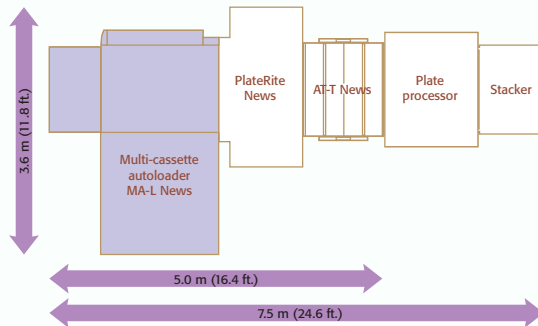 3.6 m (11.8 ft.)
PlateRite
News
AT-T News
Plate
processor
Stacker
Multi-cassette
autoloader
MA-L News
5.0 m (16.4 ft.)
7.5 m (24.6 ft.)